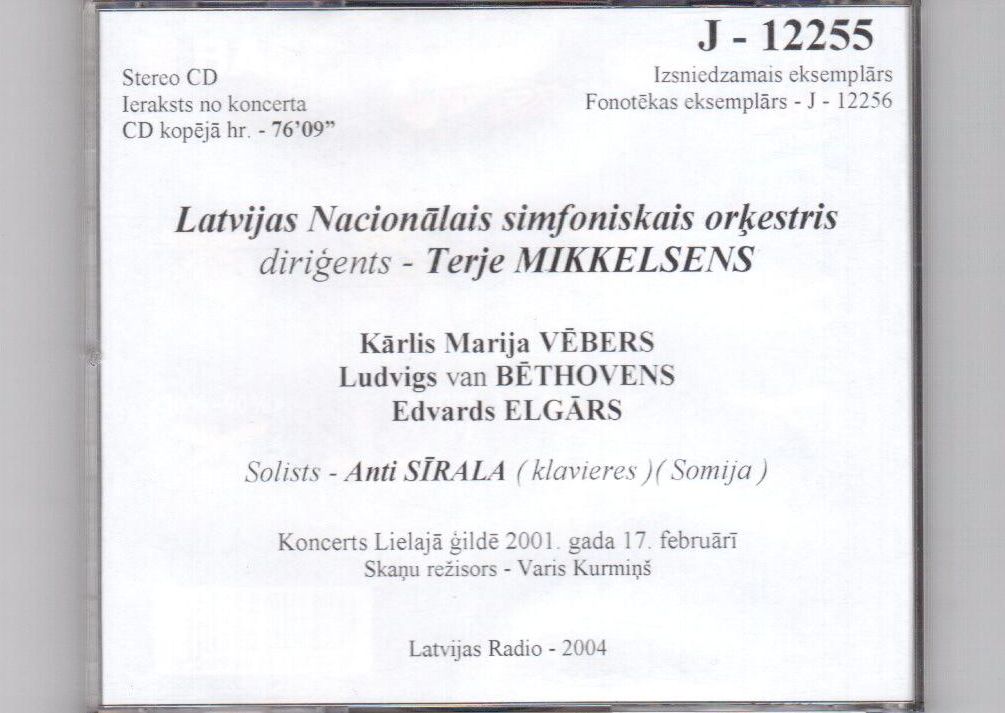 J - 12255
Stereo CD
Izsniedzamais eksemplārs
Ieraksts no koncerta
Fonotēkas eksemplārs - J - 12256
CD kopējā hr. - 76’09”
Latvijas Nacionālais simfoniskais orķestris
diriģents - Terje MIKKELSENS
Kārlis Marija VĒBERS
Ludvigs van BĒTHOVENS
Edvards ELGĀRS
Solists - Anti SĪRALA ( klavieres )( Somija )
Koncerts Lielajā ģildē 2001. gada 17. februārī
Skaņu režisors - Varis Kurmiņš
Latvijas Radio - 2004